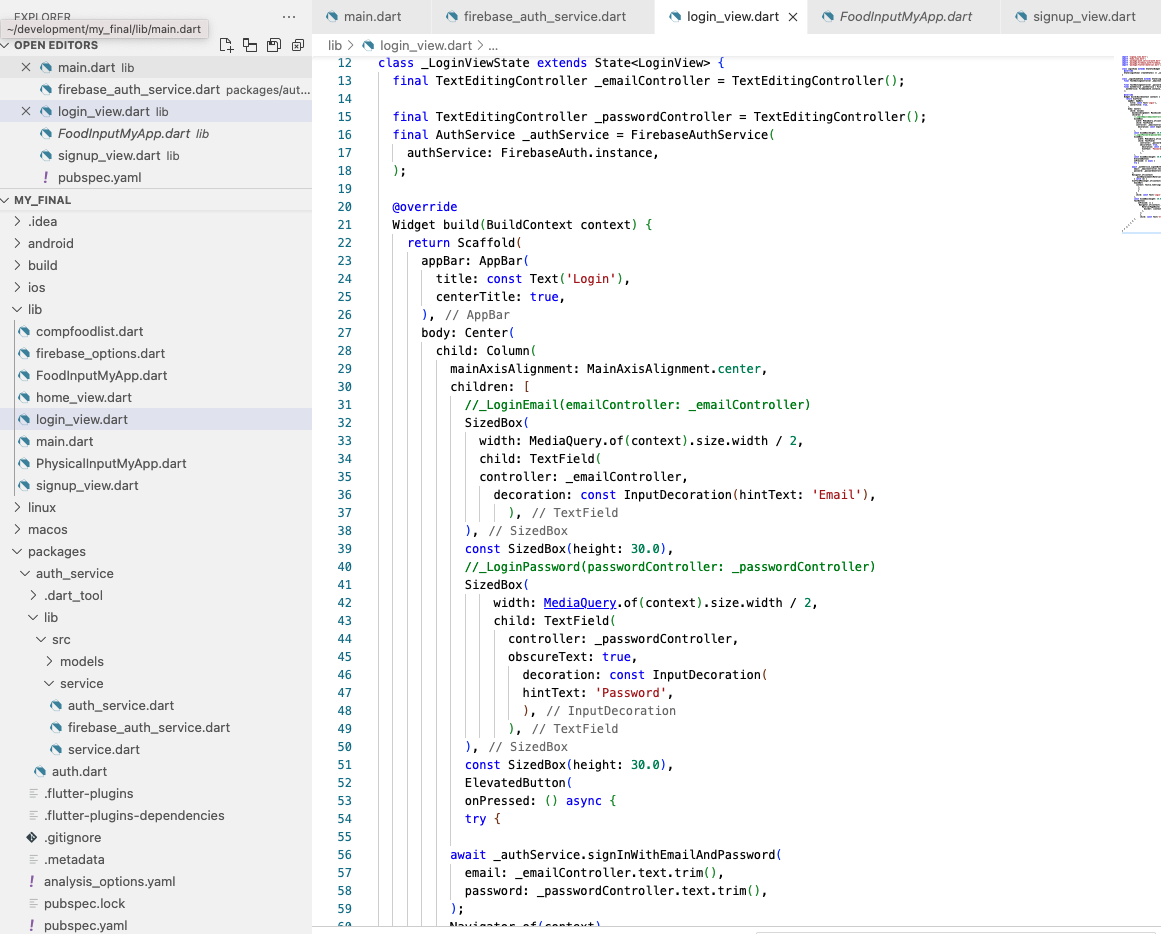 EXPLORER
~/development/my_final/lib/main.dart
OPEN EDITORS
main.dart lib
firebase_auth_service.dart packages/aut...
login_view.dart lib
FoodInputMyApp.dart lib
signup_view.dart lib
! pubspec.yaml
MY_FINAL
.idea
android
build
ios
lib
compfoodlist.dart
firebase_options.dart
FoodInputMyApp.dart
home_view.dart
login_view.dart
main.dart
PhysicalInputMyApp.dart
signup_view.dart
linux
macos
packages
auth_service
.dart_tool
lib
src
models
service
auth_service.dart
firebase_auth_service.dart
service.dart
auth.dart
.flutter-plugins
.flutter-plugins-dependencies
.gitignore
.metadata
! analysis_options.yaml
pubspec.lock
! pubspec.yaml
main.dart
firebase_auth_service.dart
login_view.dart
FoodInputMyApp.dart
signup_view.dart
lib > login_view.dart > ...
12 class _LoginViewState extends State<LoginView> {
13 final TextEditingController _emailController = TextEditingController();
14
15 final TextEditingController _passwordController = TextEditingController();
16 final AuthService _authService = FirebaseAuthService(
17 authService: FirebaseAuth.instance,
18 );
19
20 @override
21 Widget build(BuildContext context) {
22 return Scaffold(
23 appBar: AppBar(
24 title: const Text('Login'),
25 centerTitle: true,
26 ), // AppBar
27 body: Center(
28 child: Column(
29 mainAxisAlignment: MainAxisAlignment.center,
30 children: [
31 //_LoginEmail(emailController: _emailController)
32 SizedBox(
33 width: MediaQuery.of(context).size.width / 2,
34 child: TextField(
35 controller: _emailController,
36 decoration: const InputDecoration(hintText: 'Email'),
37 ), // TextField
38 ), // SizedBox
39 const SizedBox(height: 30.0),
40 //_LoginPassword(passwordController: _passwordController)
41 SizedBox(
42 width: MediaQuery.of(context).size.width / 2,
43 child: TextField(
44 controller: _passwordController,
45 obscureText: true,
46 decoration: const InputDecoration(
47 hintText: 'Password',
48 ), // InputDecoration
49 ), // TextField
50 ), // SizedBox
51 const SizedBox(height: 30.0),
52 ElevatedButton(
53 onPressed: () async {
54 try {
55
56 await _authService.signInWithEmailAndPassword(
57 email: _emailController.text.trim(),
58 password: _passwordController.text.trim(),
59 );
60 Navigator.of(context)